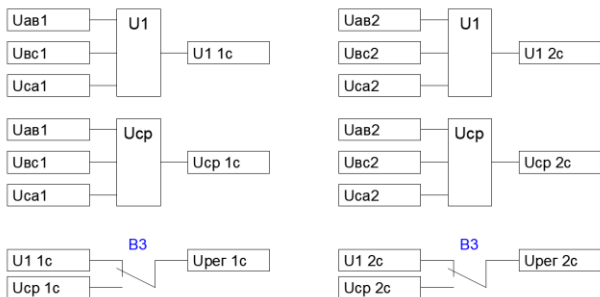 Uав1
U1
Uвс1
U1 1с
Uса1
Uав2
U1
Uвс2
U1 2с
Uса2
Uав1
Uср
Uвс1
Uср 1с
Uса1
Uав2
Uср
Uвс2
Uср 2с
Uса2
В3
U1 1с
Uрег 1с
Uср 1с
В3
U1 2с
Uрег 2с
Uср 2с